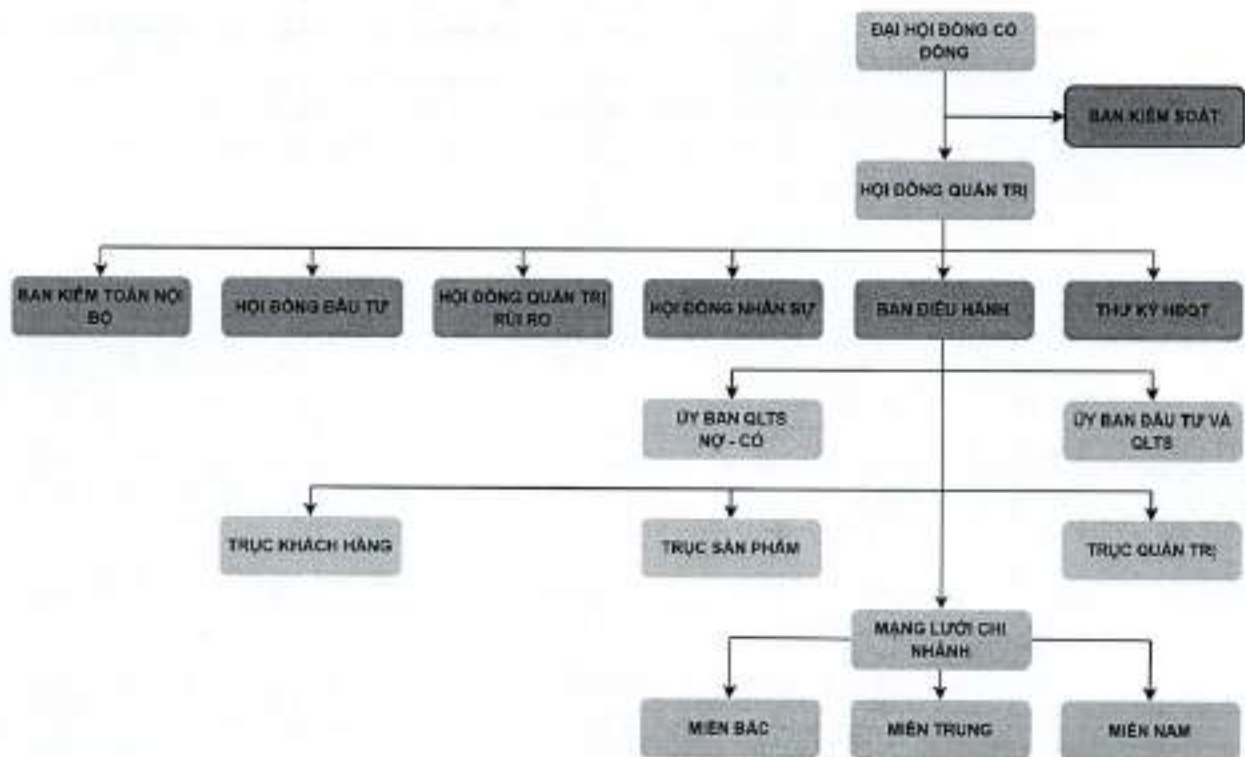 ĐẠI HỘI ĐỒNG CỔ
ĐÔNG
BAN KIỂM SOÁT
HỘI ĐỒNG QUẢN TRỊ
BAN KIỂM TOÁN NỘI
BỘ
HỘI ĐỒNG ĐẦU TƯ
HỘI ĐỒNG QUẢN TRỊ
RỦI RO
HỘI ĐỒNG NHÂN SỰ
BAN ĐIỀU HÀNH
THƯ KÝ HĐQT
ỦY BAN QLTS
NỢ - CÓ
ỦY BAN ĐẦU TƯ VÀ
QLTS
TRỤC KHÁCH HÀNG
TRỤC SẢN PHẨM
TRỤC QUẢN TRỊ
MẠNG LƯỚI CHI
NHÁNH
MIỀN BẮC
MIỀN TRUNG
MIỀN NAM